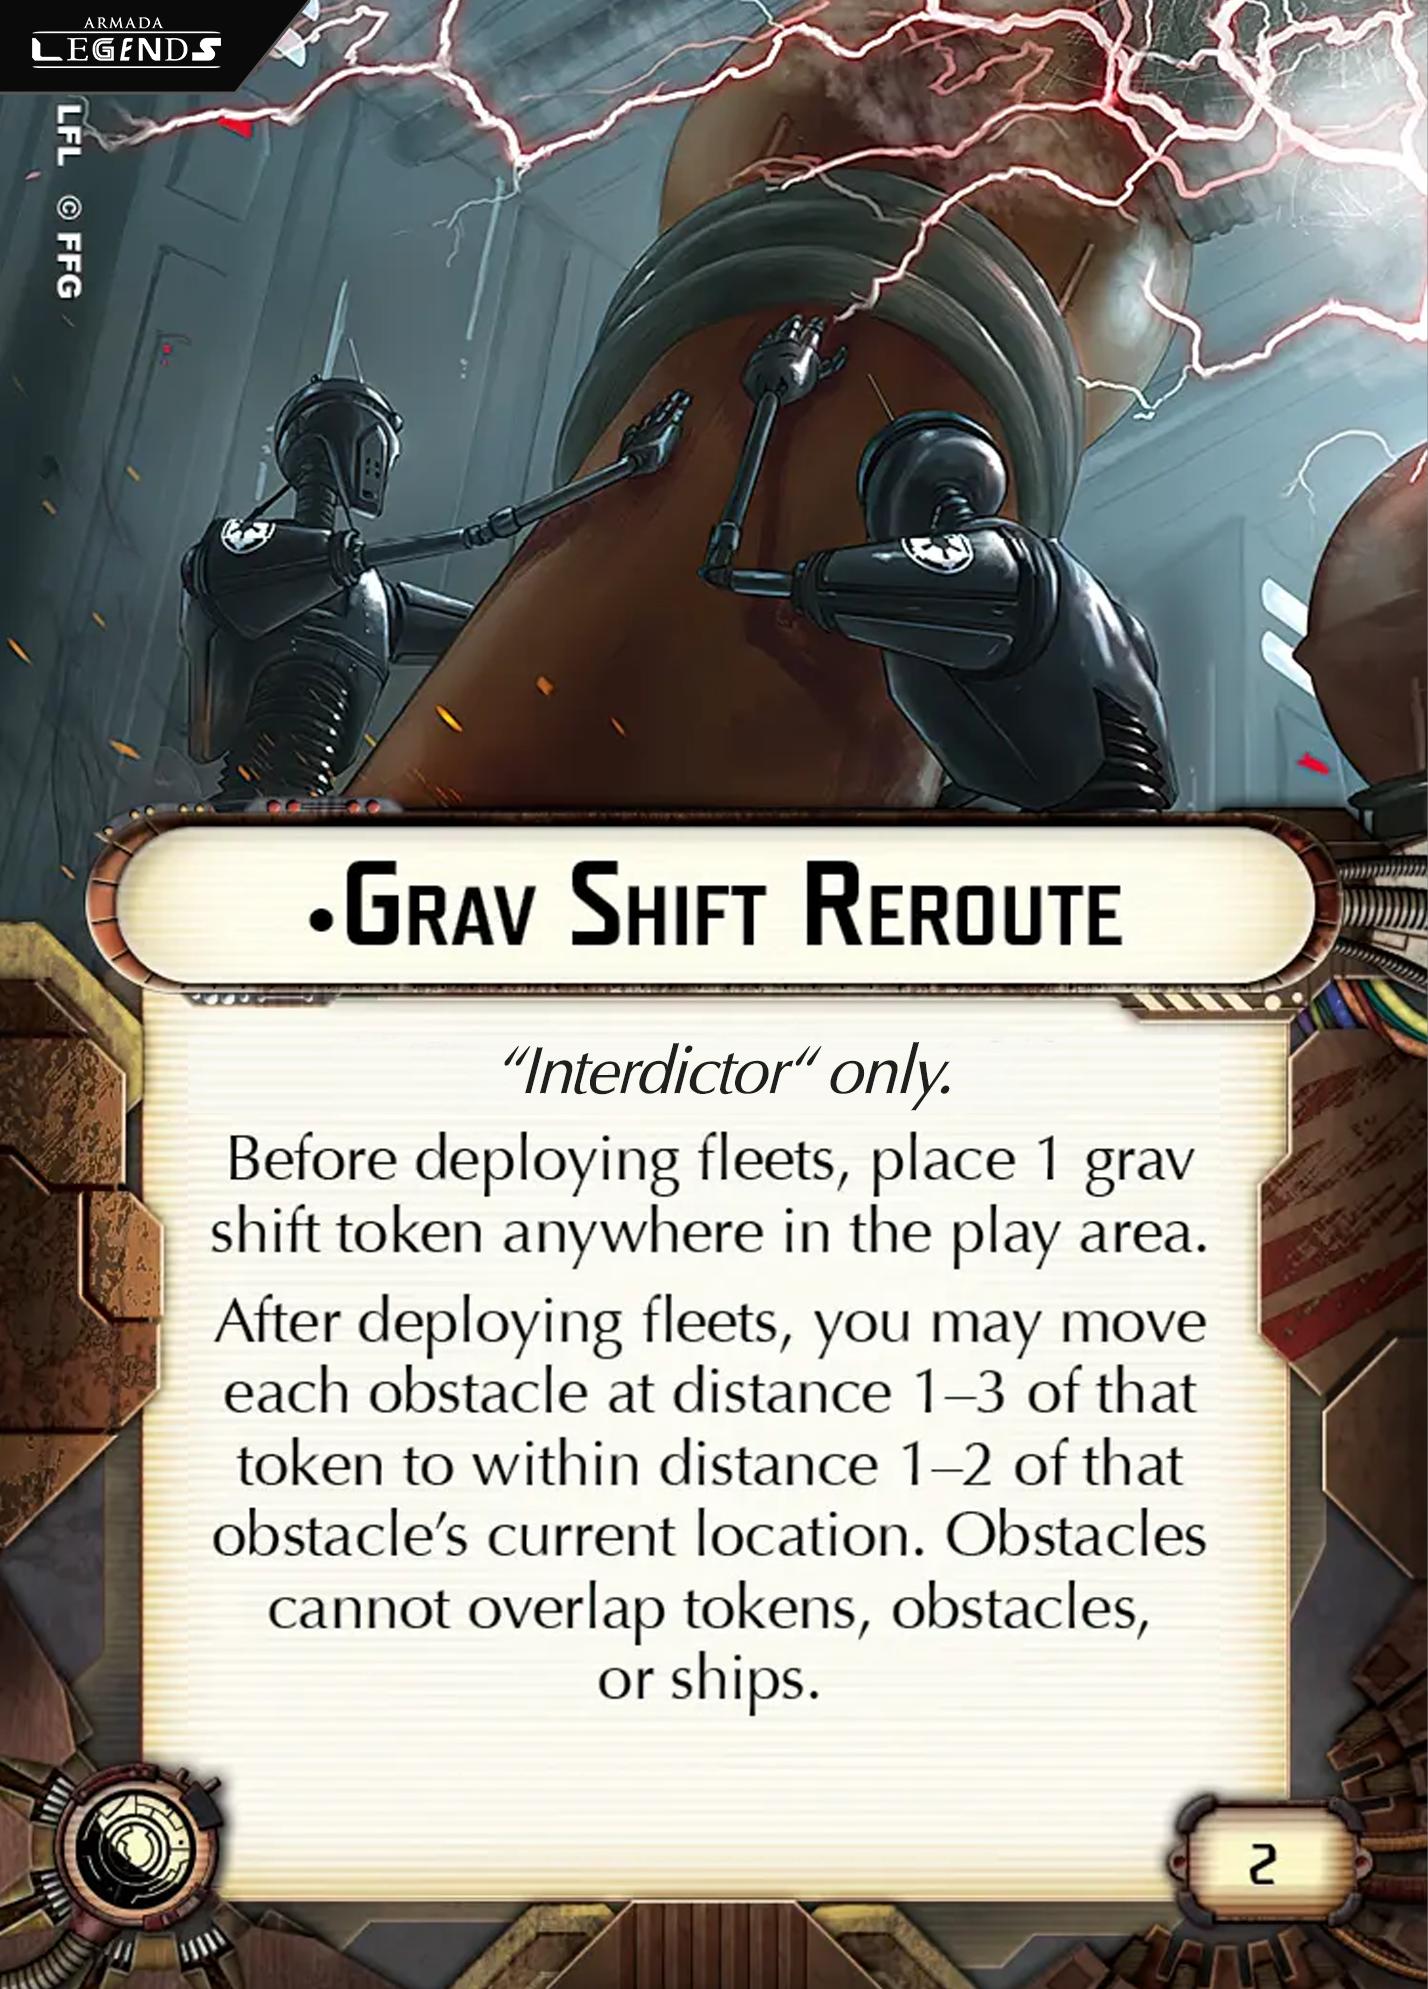 ARMADA
LEGENDS
LFL © FFG
•GRAV SHIFT REROUTE
“Interdictor“ only.
Before deploying fleets, place 1 grav
shift token anywhere in the play area.
After deploying fleets, you may move
each obstacle at distance 1–3 of that
token to within distance 1–2 of that
obstacle’s current location. Obstacles
cannot overlap tokens, obstacles,
or ships.
2